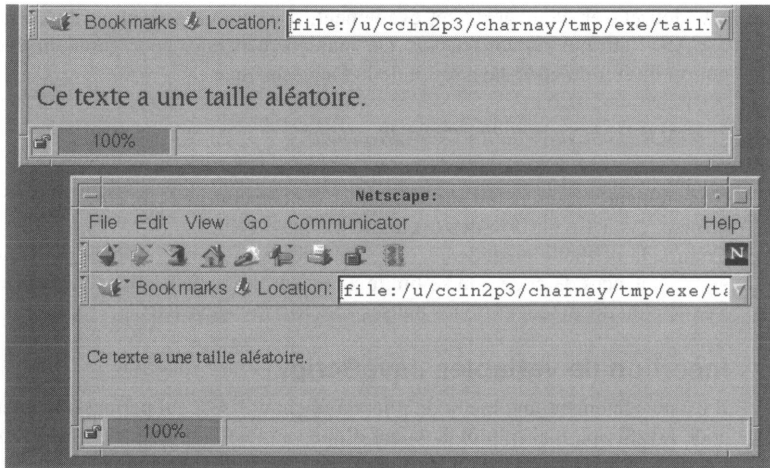 Bookmarks Location: file:/u/ccin2p3/charnay/tmp/exe/tail
Ce texte a une taille aléatoire.
100%
Netscape:
File Edit View Go Communicator Help
N
Bookmarks Location: file:/u/ccin2p3/charnay/tmp/exe/ta
Ce texte a une taille aléatoire.
100%